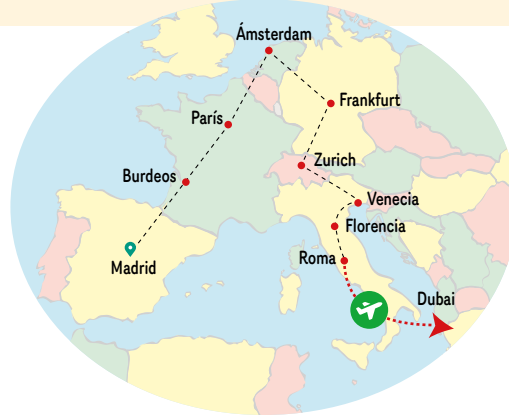 Ámsterdam
Frankfurt
París
Zurich
Burdeos
Venecia
Florencia
Roma
Madrid
Dubai